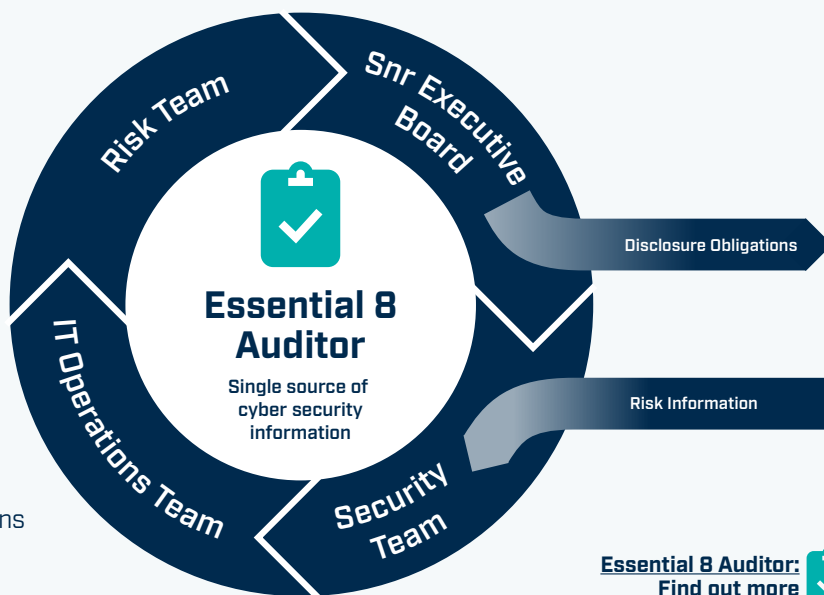 Risk Team
Snr Executive
Board
Disclosure Obligations
Essential 8
Auditor
Single source of
cyber security
information
Risk Information
IT Operations Team
Security
Team
ns
Essential 8 Auditor:
Find out more